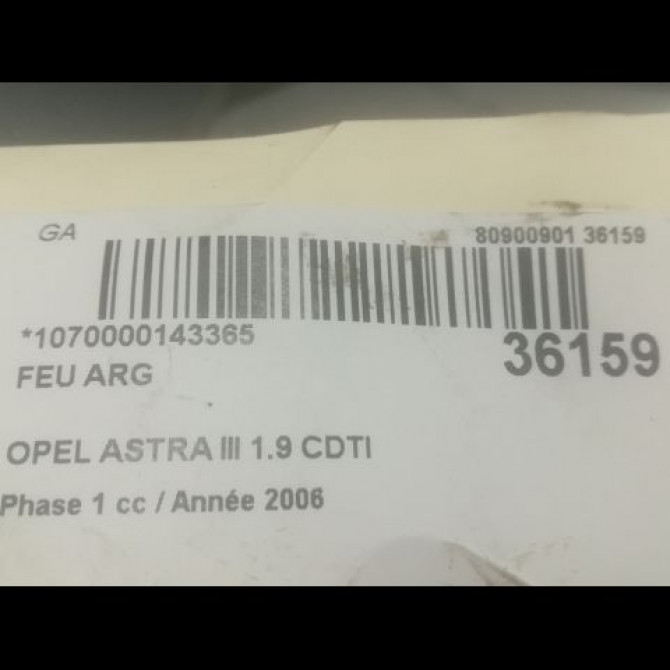 GA
80900901 36159
*1070000143365
36159
FEU ARG
OPEL ASTRA III 1.9 CDTI
Phase 1 cc / Année 2006